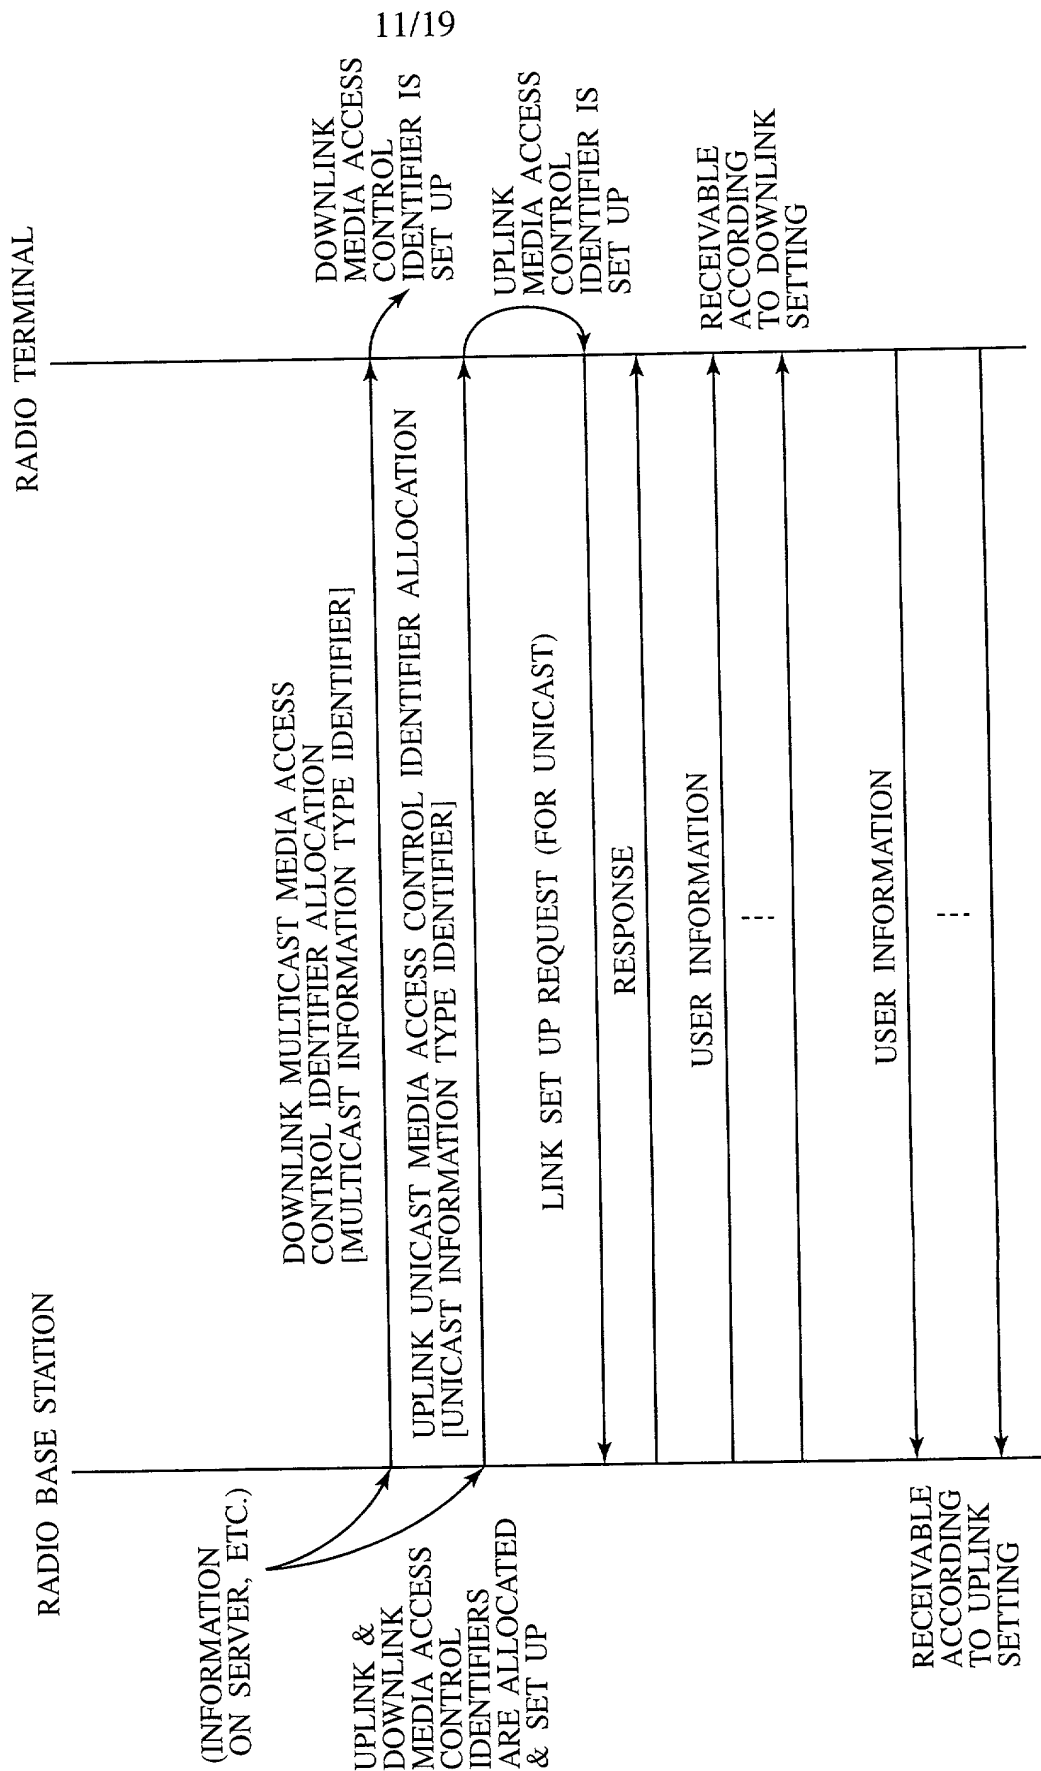 11/19
RADIO BASE STATION
RADIO TERMINAL
(INFORMATION
ON SERVER, ETC.)
UPLINK &
DOWNLINK
MEDIA ACCESS
CONTROL
IDENTIFIERS
ARE ALLOCATED
& SET UP
DOWNLINK MULTICAST MEDIA ACCESS
CONTROL IDENTIFIER ALLOCATION
[MULTICAST INFORMATION TYPE IDENTIFIER]
DOWNLINK
MEDIA ACCESS
CONTROL
IDENTIFIER IS
SET UP
UPLINK UNICAST MEDIA ACCESS CONTROL IDENTIFIER ALLOCATION
[UNICAST INFORMATION TYPE IDENTIFIER]
UPLINK
MEDIA ACCESS
CONTROL
IDENTIFIER IS
SET UP
LINK SET UP REQUEST (FOR UNICAST)
RESPONSE
USER INFORMATION
---
RECEIVABLE
ACCORDING
TO DOWNLINK
SETTING
USER INFORMATION
---
RECEIVABLE
ACCORDING
TO UPLINK
SETTING